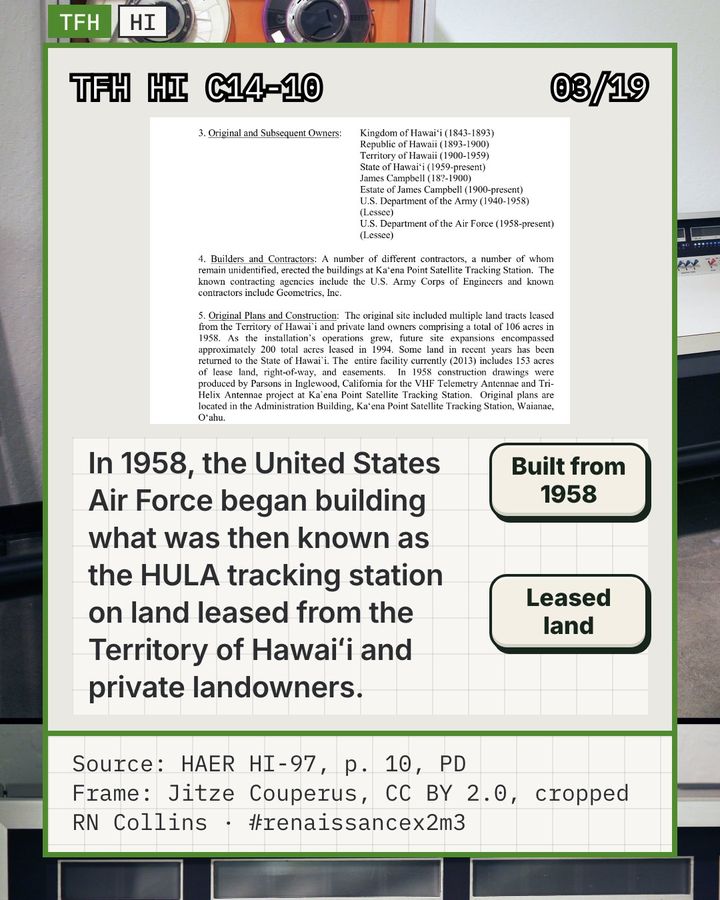 TFH HI
TFH HI C14-10 03/19
3. Original and Subsequent Owners: Kingdom of Hawai‘i (1843-1893)
Republic of Hawaii (1893-1900)
Territory of Hawaii (1900-1959)
State of Hawai‘i (1959-present)
James Campbell (18?-1900)
Estate of James Campbell (1900-present)
U.S. Department of the Army (1940-1958)
(Lessee)
U.S. Department of the Air Force (1958-present)
(Lessee)
4. Builders and Contractors: A number of different contractors, a number of whom
remain unidentified, erected the buildings at Ka‘ena Point Satellite Tracking Station. The
known contracting agencies include the U.S. Army Corps of Engineers and known
contractors include Geometrics, Inc.
5. Original Plans and Construction: The original site included multiple land tracts leased
from the Territory of Hawai`i and private land owners comprising a total of 106 acres in
1958. As the installation’s operations grew, future site expansions encompassed
approximately 200 total acres leased in 1994. Some land in recent years has been
returned to the State of Hawai`i. The entire facility currently (2013) includes 153 acres
of lease land, right-of-way, and easements. In 1958 construction drawings were
produced by Parsons in Inglewood, California for the VHF Telemetry Antennae and Tri-
Helix Antennae project at Ka`ena Point Satellite Tracking Station. Original plans are
located in the Administration Building, Ka‘ena Point Satellite Tracking Station, Waianae,
O‘ahu.
In 1958, the United States
Air Force began building
what was then known as
the HULA tracking station
on land leased from the
Territory of Hawai‘i and
private landowners.
Built from
1958
Leased
land
Source: HAER HI-97, p. 10, PD
Frame: Jitze Couperus, CC BY 2.0, cropped
RN Collins · #renaissancex2m3